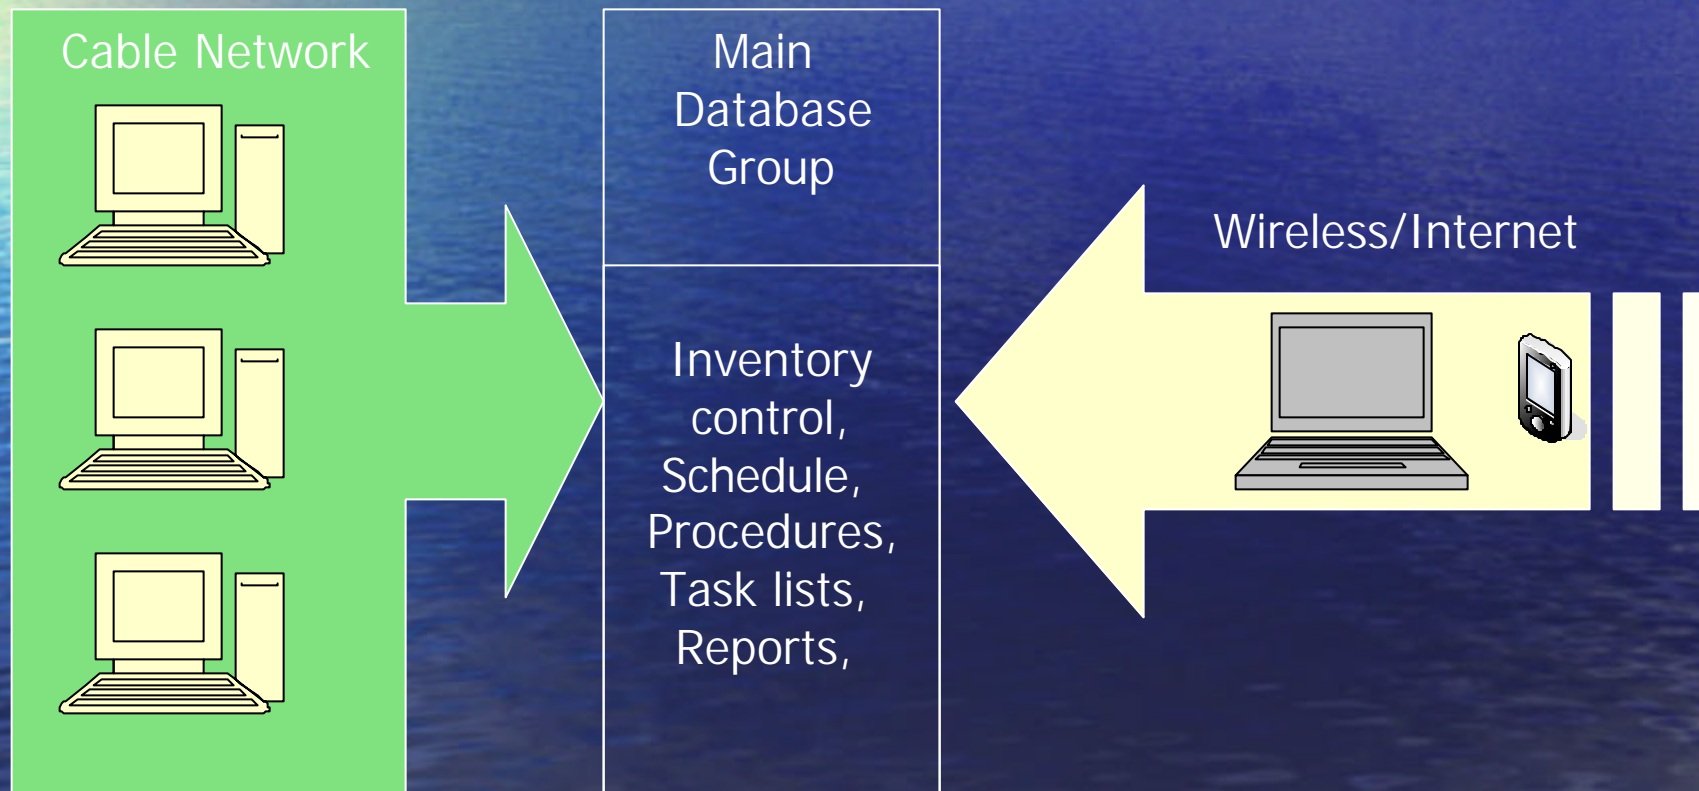 Cable Network
Main
Database
Group
Inventory
control,
Schedule,
Procedures,
Task lists,
Reports,
Wireless/Internet